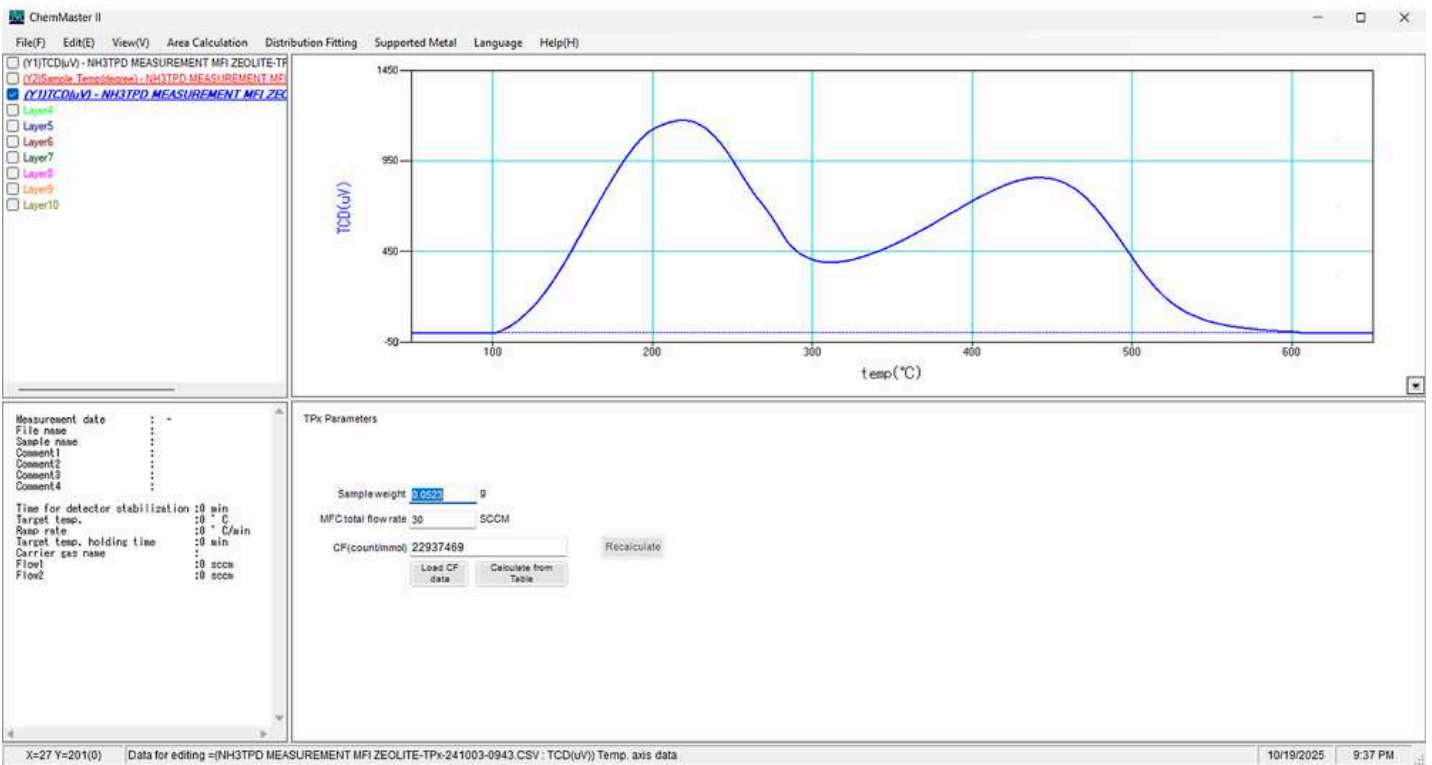 ChemMaster II
File(F) Edit(E) View(V) Area Calculation Distribution Fitting Supported Metal Language Help(H)
(Y1)TCD(uV) - NH3TPD MEASUREMENT MFI ZEOLITE-TF
(Y2)Sample Temp(degree) - NH3TPD MEASUREMENT MFI
(Y1)TCD(uV) - NH3TPD MEASUREMENT MFI ZEO
Layer4
Layer5
Layer6
Layer7
Layer8
Layer9
Layer10
1450
950
450
-50
TCD(uV)
100 200 300 400 500 600
temp(°C)
Measurement date : -
File name :
Sample name :
Comment1 :
Comment2 :
Comment3 :
Comment4 :
Time for detector stabilization :0 min
Target temp. :0 ° C
Ramp rate :0 ° C/min
Target temp. holding time :0 min
Carrier gas name :
Flow1 :0 sccm
Flow2 :0 sccm
TPx Parameters
Sample weight 0.0523 g
MFC total flow rate 30 SCCM
CF(count/mmol) 22937469 Recalculate
Load CF data
Calculate from Table
X=27 Y=201(0) Data for editing =(NH3TPD MEASUREMENT MFI ZEOLITE-TPx-241003-0943.CSV : TCD(uV)) Temp. axis data 10/19/2025 9:37 PM